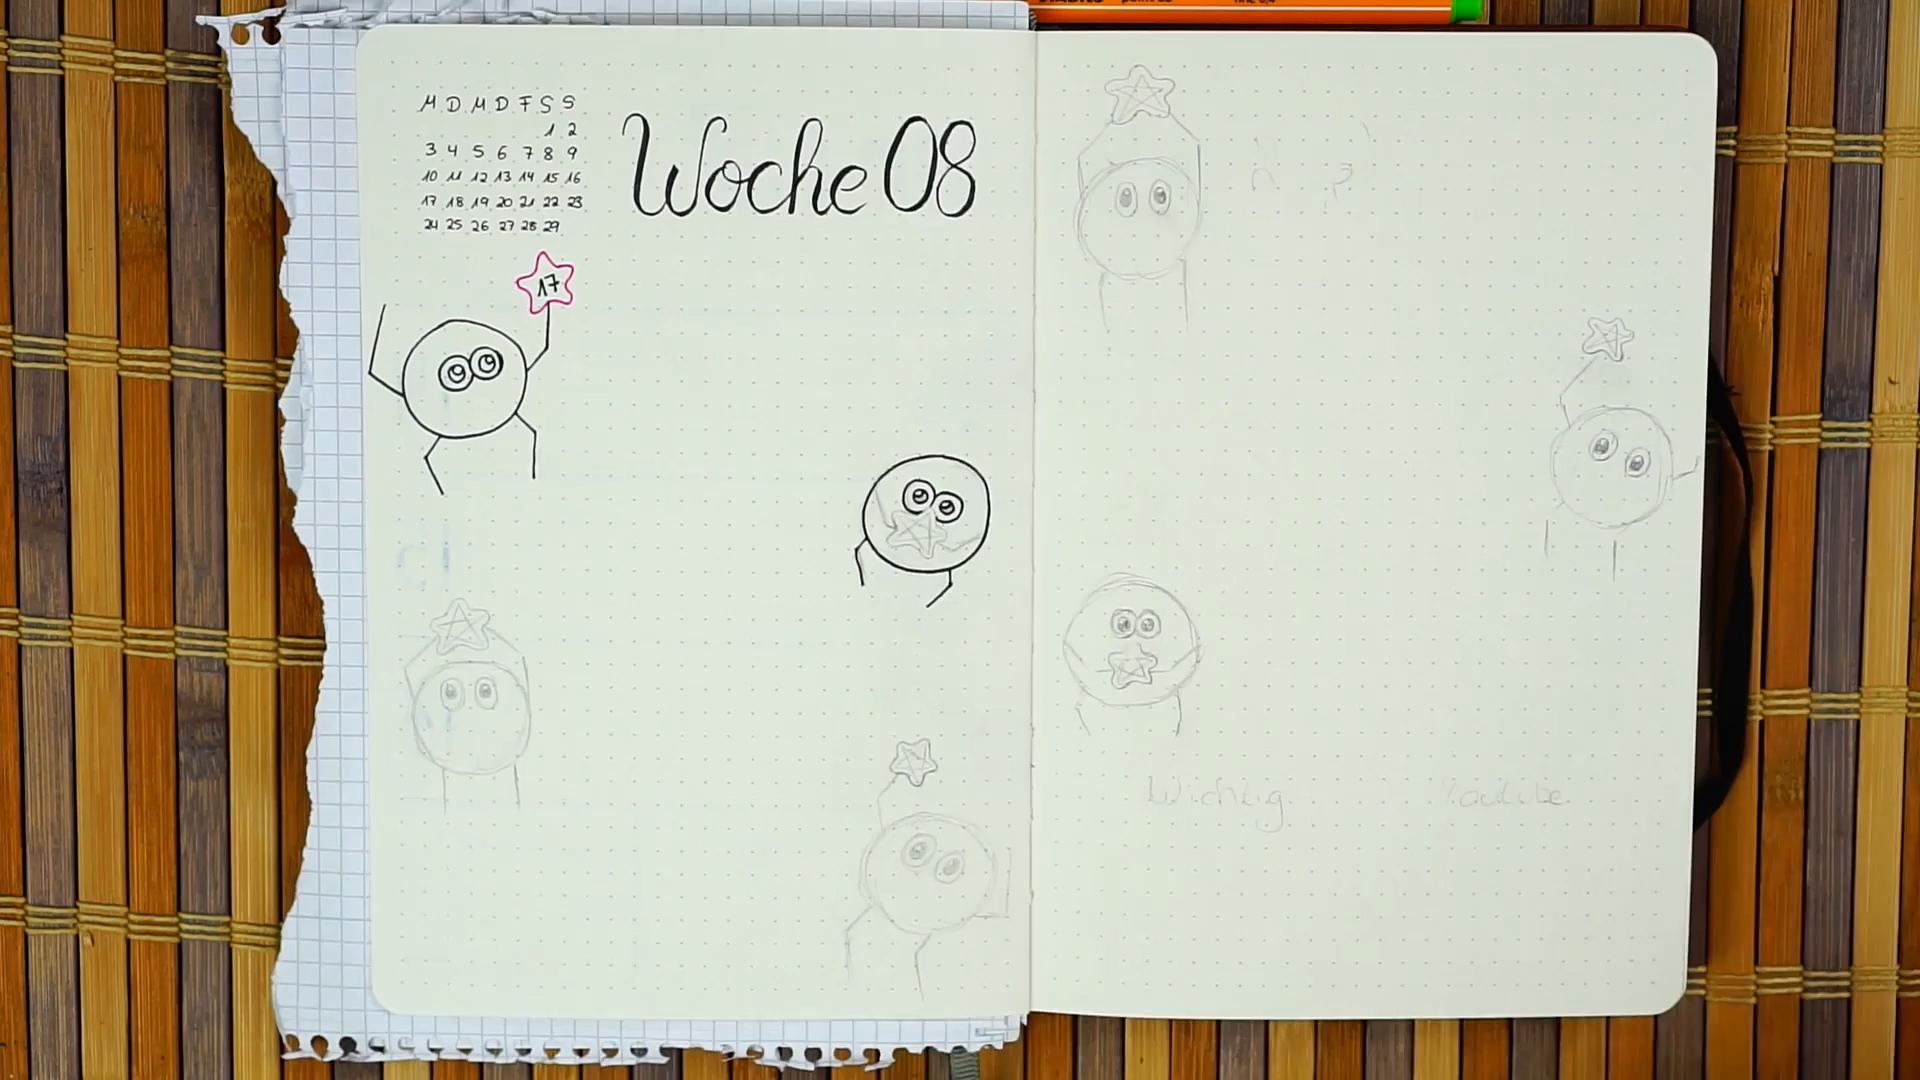 M D M D F S S
1 2
3 4 5 6 7 8 9
10 11 12 13 14 15 16
17 18 19 20 21 22 23
24 25 26 27 28 29
Woche 08
17
Wichtig
Youtube